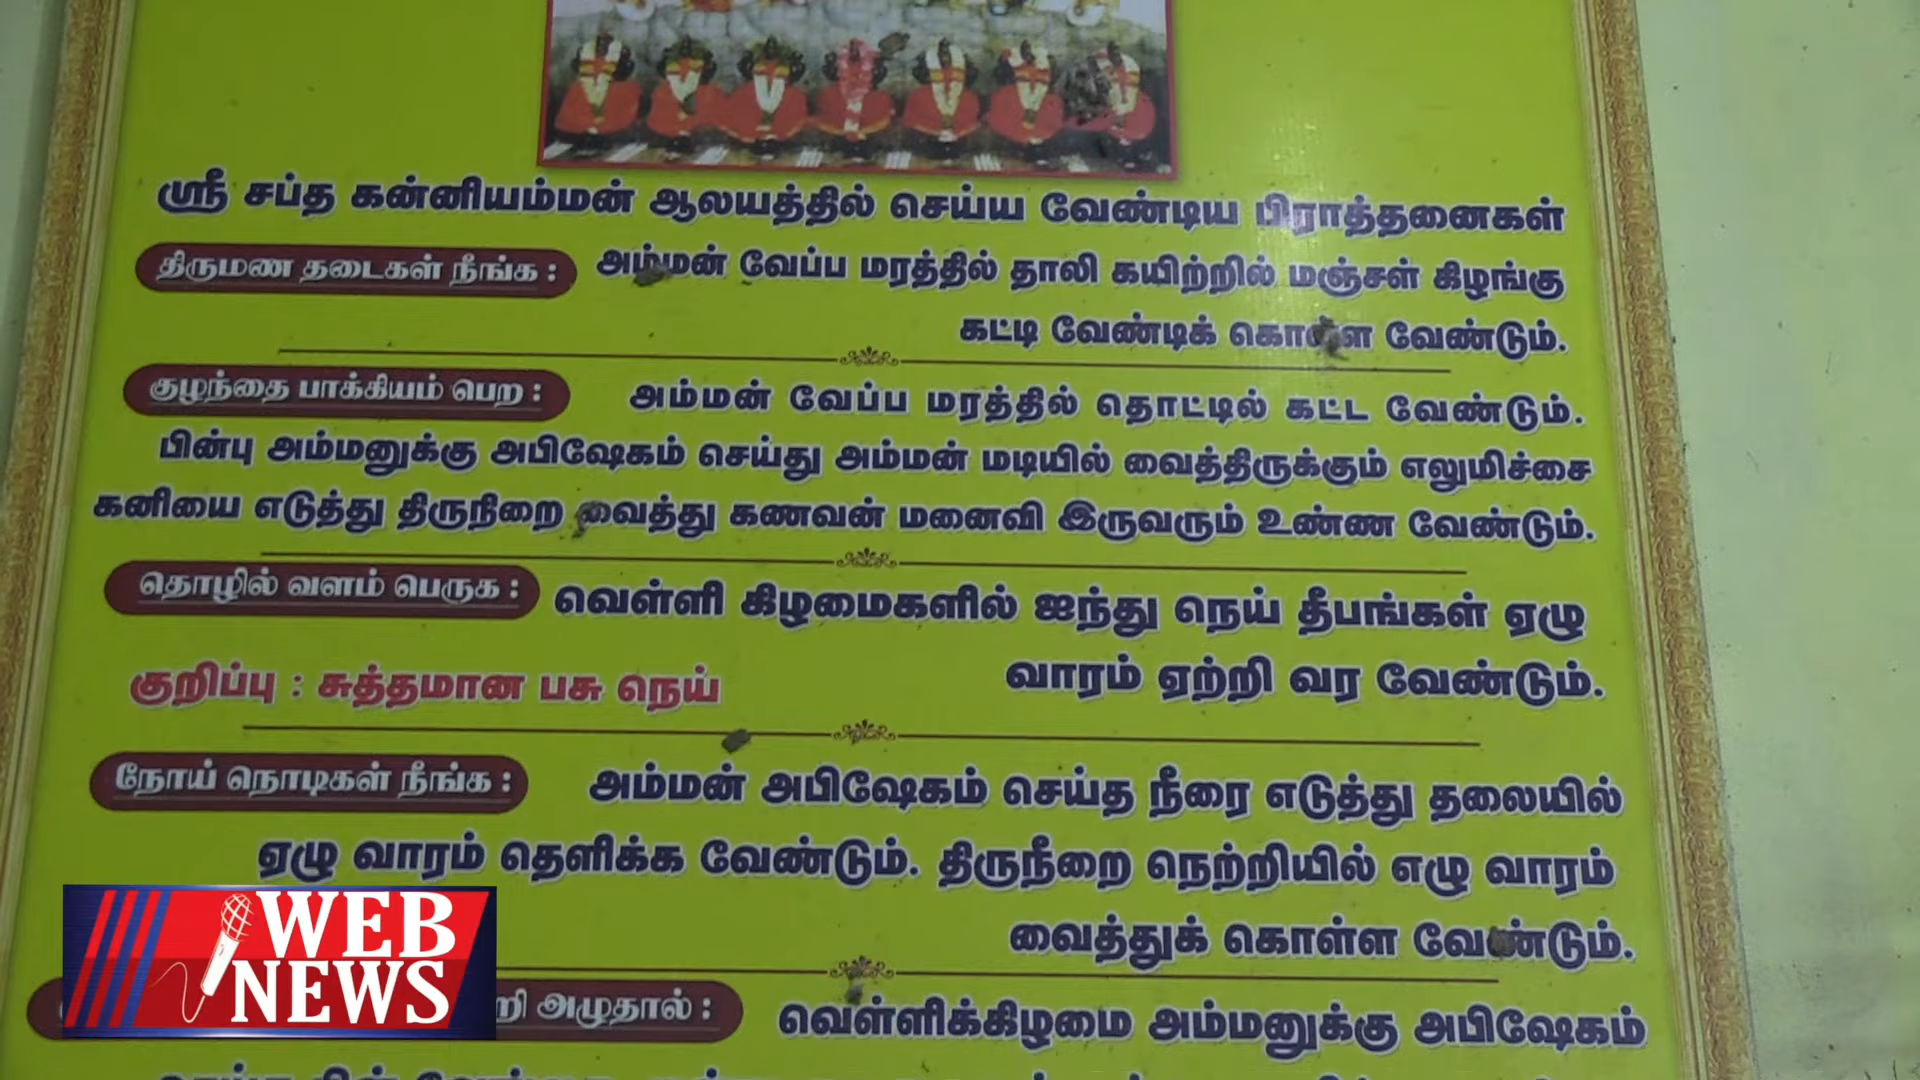 ஸ்ரீ சப்த கன்னியம்மன் ஆலயத்தில் செய்ய வேண்டிய பிராத்தனைகள்
திருமண தடைகள் நீங்க : அம்மன் வேப்ப மரத்தில் தாலி கயிற்றில் மஞ்சள் கிழங்கு
கட்டி வேண்டிக் கொள்ள வேண்டும்.
குழந்தை பாக்கியம் பெற : அம்மன் வேப்ப மரத்தில் தொட்டில் கட்ட வேண்டும்.
பின்பு அம்மனுக்கு அபிஷேகம் செய்து அம்மன் மடியில் வைத்திருக்கும் எலுமிச்சை
கனியை எடுத்து திருநிறை வைத்து கணவன் மனைவி இருவரும் உண்ண வேண்டும்.
தொழில் வளம் பெருக : வெள்ளி கிழமைகளில் ஐந்து நெய் தீபங்கள் ஏழு
வாரம் ஏற்றி வர வேண்டும்.
குறிப்பு : சுத்தமான பசு நெய்
நோய் நொடிகள் நீங்க : அம்மன் அபிஷேகம் செய்த நீரை எடுத்து தலையில்
ஏழு வாரம் தெளிக்க வேண்டும். திருநீறை நெற்றியில் எழு வாரம்
வைத்துக் கொள்ள வேண்டும்.
அழுதால் : வெள்ளிக்கிழமை அம்மனுக்கு அபிஷேகம்
WEB
NEWS